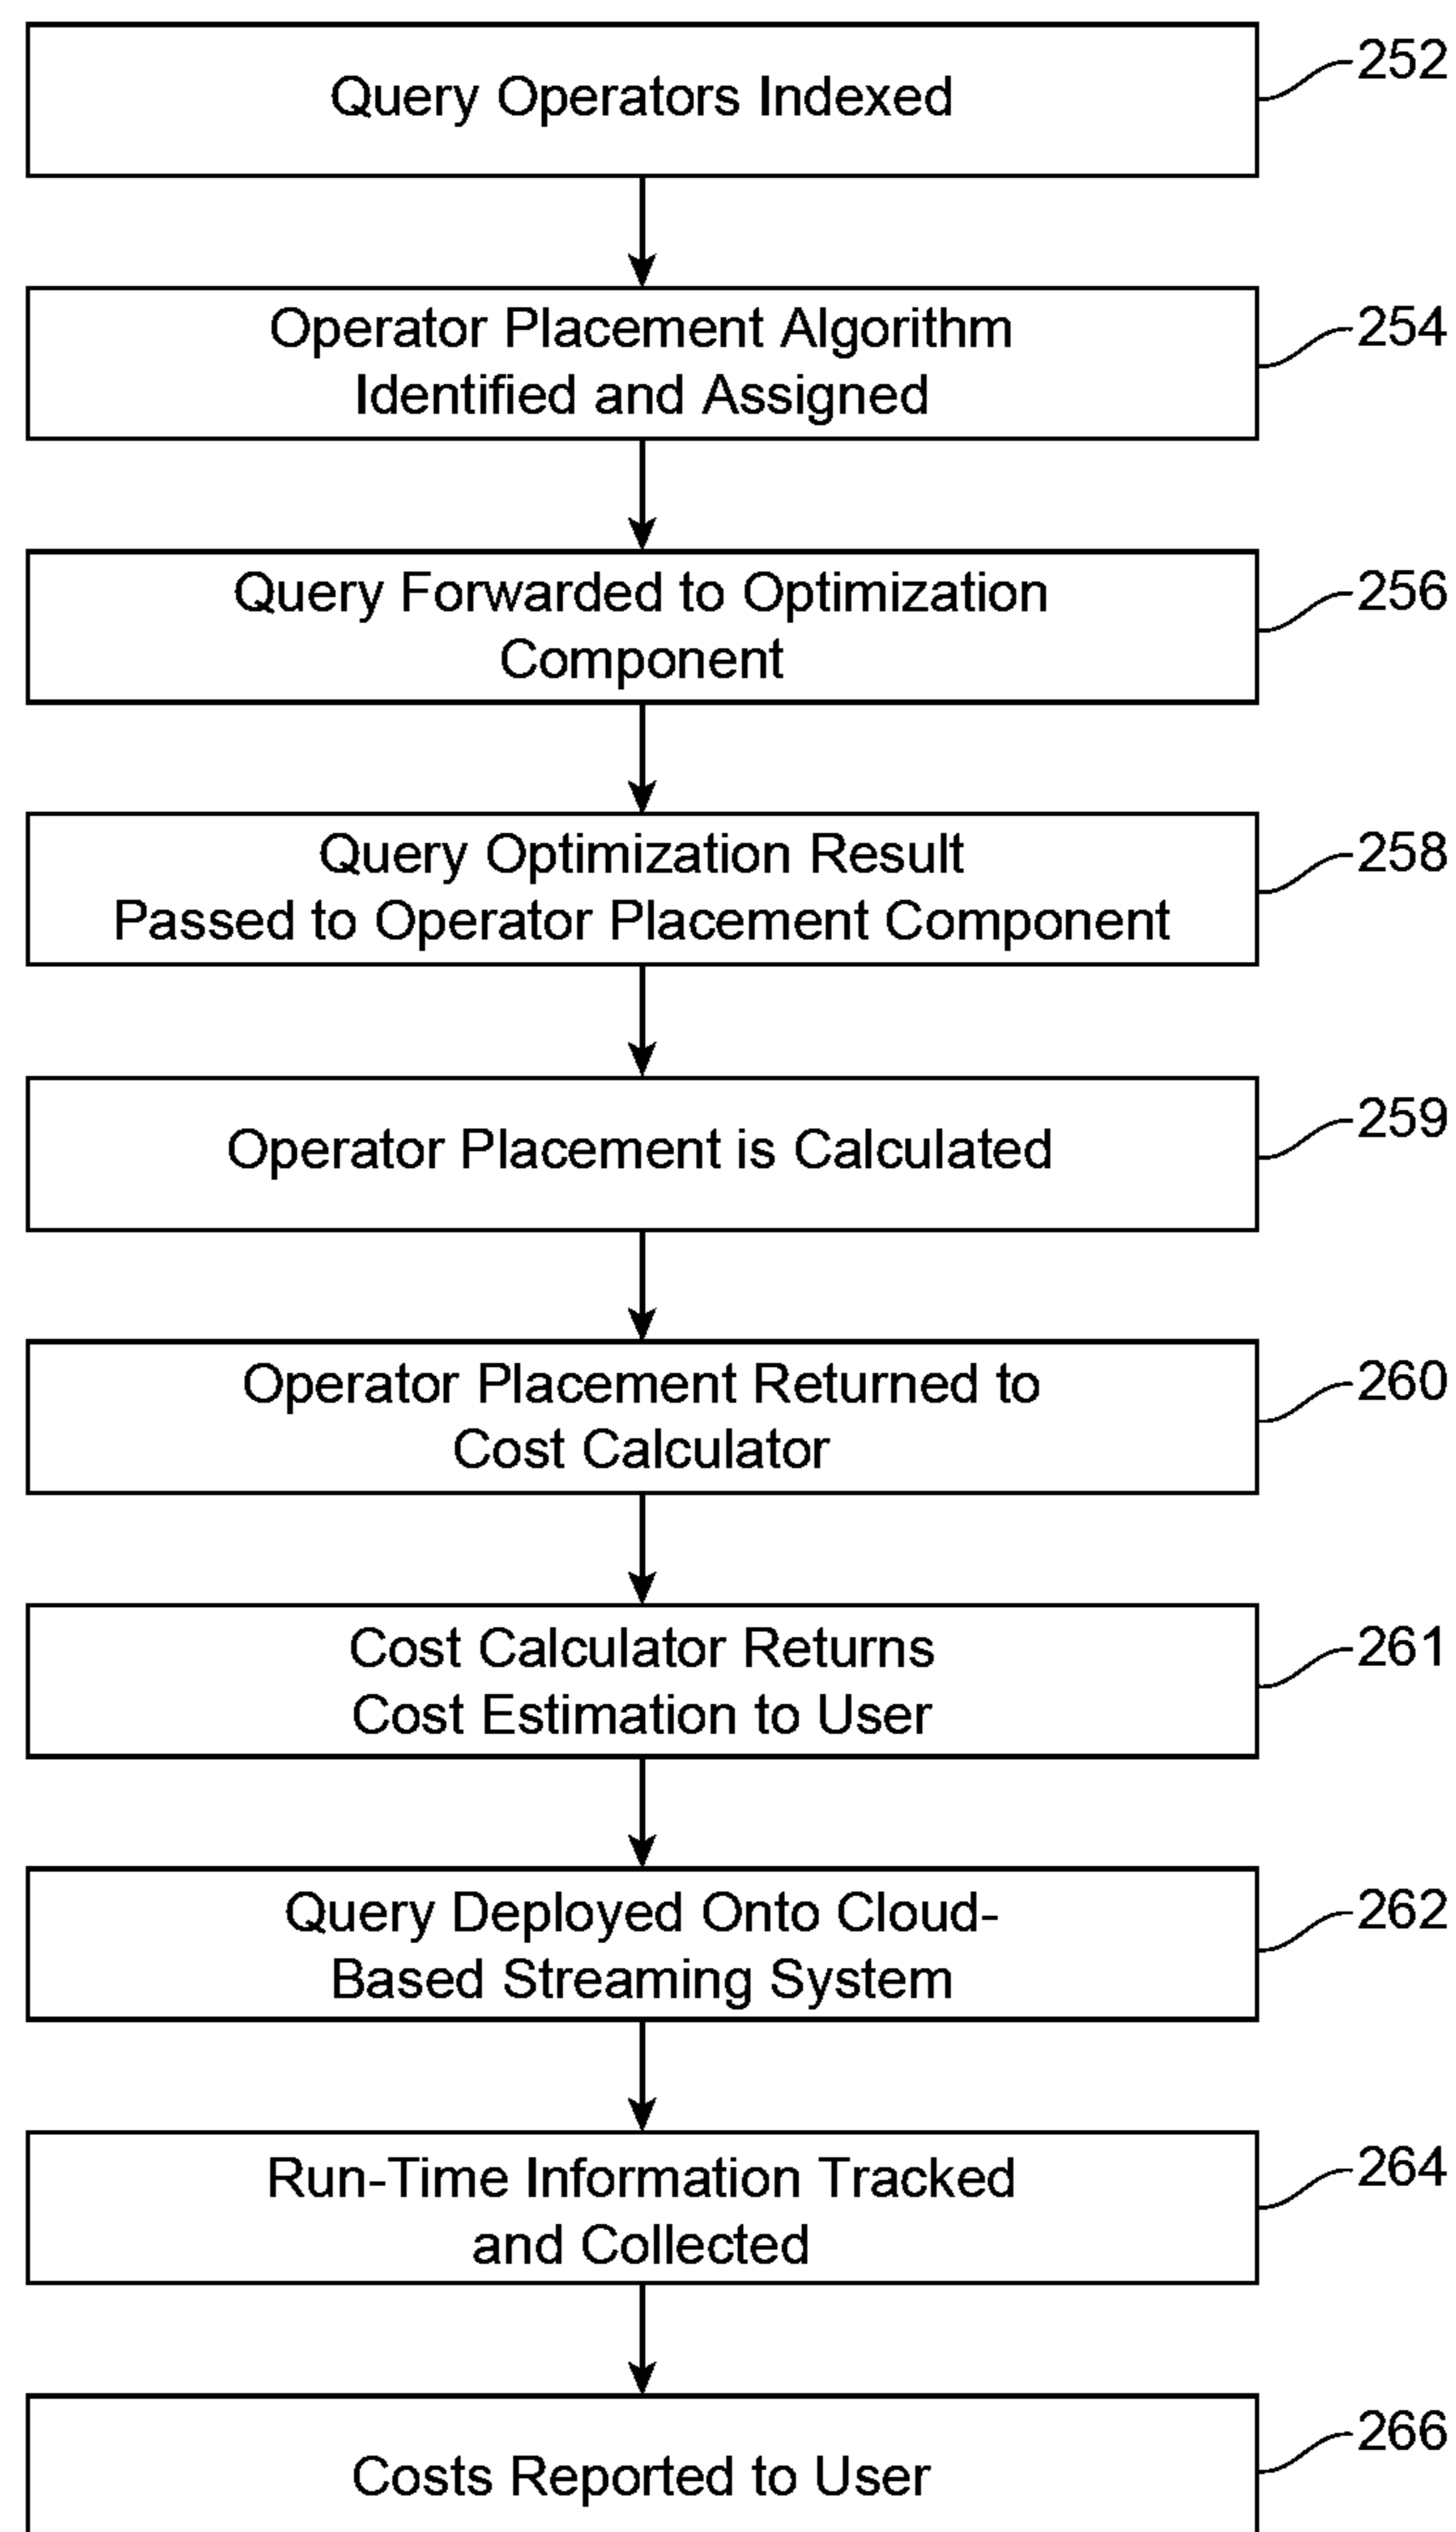 Query Operators Indexed
252
Operator Placement Algorithm
Identified and Assigned
254
Query Forwarded to Optimization
Component
256
Query Optimization Result
Passed to Operator Placement Component
258
Operator Placement is Calculated
259
Operator Placement Returned to
Cost Calculator
260
Cost Calculator Returns
Cost Estimation to User
261
Query Deployed Onto Cloud-
Based Streaming System
262
Run-Time Information Tracked
and Collected
264
Costs Reported to User
266